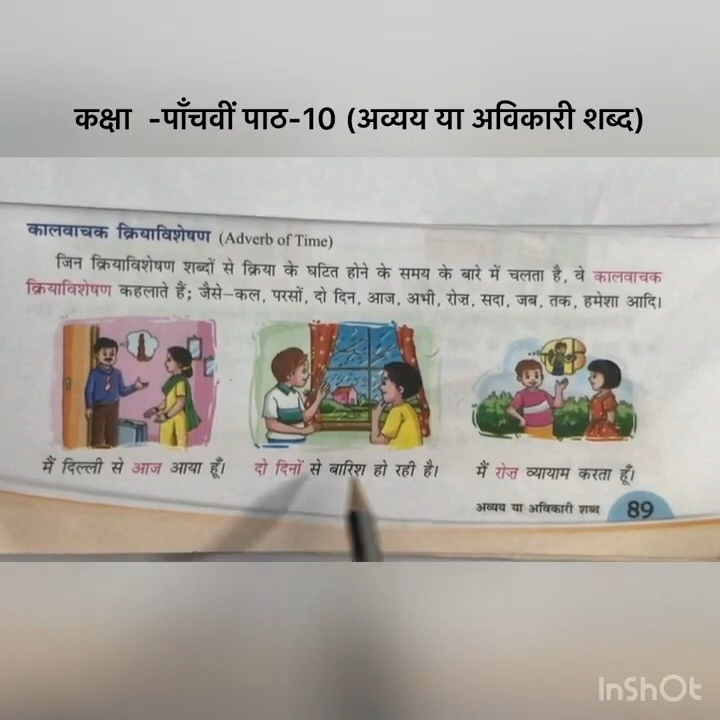 कक्षा -पाँचवीं पाठ-10 (अव्यय या अविकारी शब्द)
कालवाचक क्रियाविशेषण (Adverb of Time)
जिन क्रियाविशेषण शब्दों से क्रिया के घटित होने के समय के बारे में चलता है, वे कालवाचक
क्रियाविशेषण कहलाते हैं; जैसे–कल, परसों, दो दिन, आज, अभी, रोज़, सदा, जब, तक, हमेशा आदि।
मैं दिल्ली से आज आया हूँ।
दो दिनों से बारिश हो रही है।
मैं रोज़ व्यायाम करता हूँ।
अव्यय या अविकारी शब्द 89
InShOt